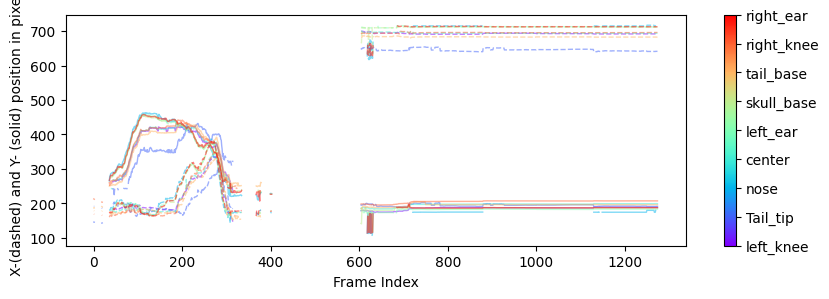 X-(dashed) and Y- (solid) position in pixe
700
600
500
400
300
200
100
0
200
400
600
800
1000
1200
Frame Index
right_ear
right_knee
tail_base
skull_base
left_ear
center
nose
Tail_tip
left_knee